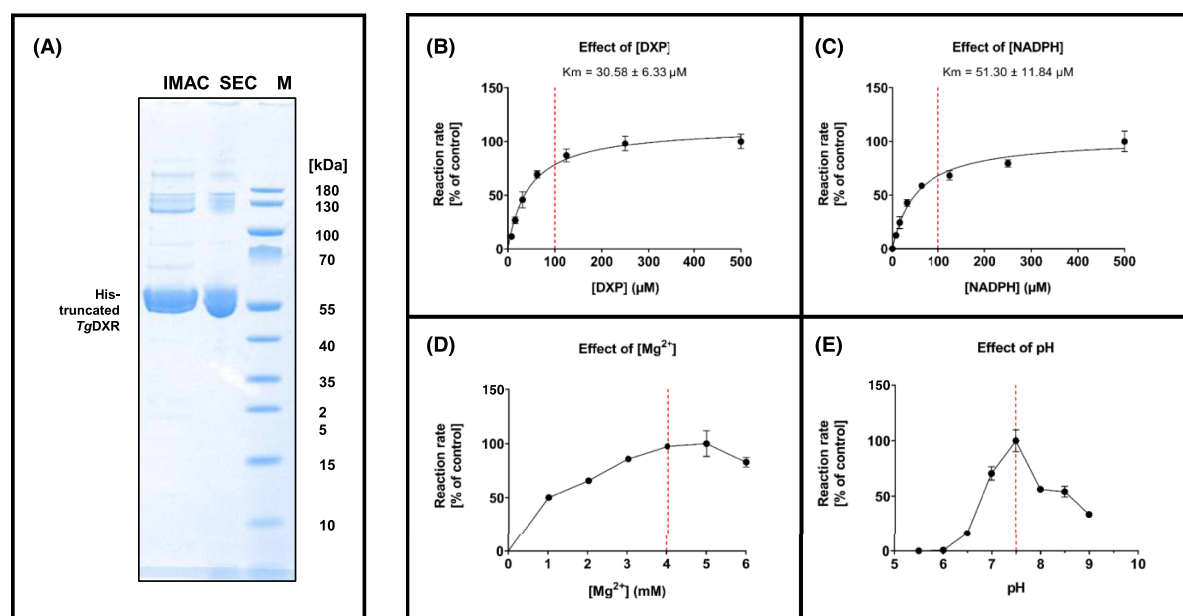 (A)
IMAC SEC M
[kDa]
180
130
100
70
His-
truncated
TgDXR
55
40
35
2
5
15
10
(B)
Effect of [DXP]
Km = 30.58 ± 6.33 µM
150
100
50
0
Reaction rate
[% of control]
0 100 200 300 400 500
[DXP] (µM)
(C)
Effect of [NADPH]
Km = 51.30 ± 11.84 µM
150
100
50
0
Reaction rate
[% of control]
0 100 200 300 400 500
[NADPH] (µM)
(D)
Effect of [Mg²⁺]
150
100
50
0
Reaction rate
[% of control]
0 1 2 3 4 5 6
[Mg²⁺] (mM)
(E)
Effect of pH
150
100
50
0
Reaction rate
[% of control]
5 6 7 8 9 10
pH